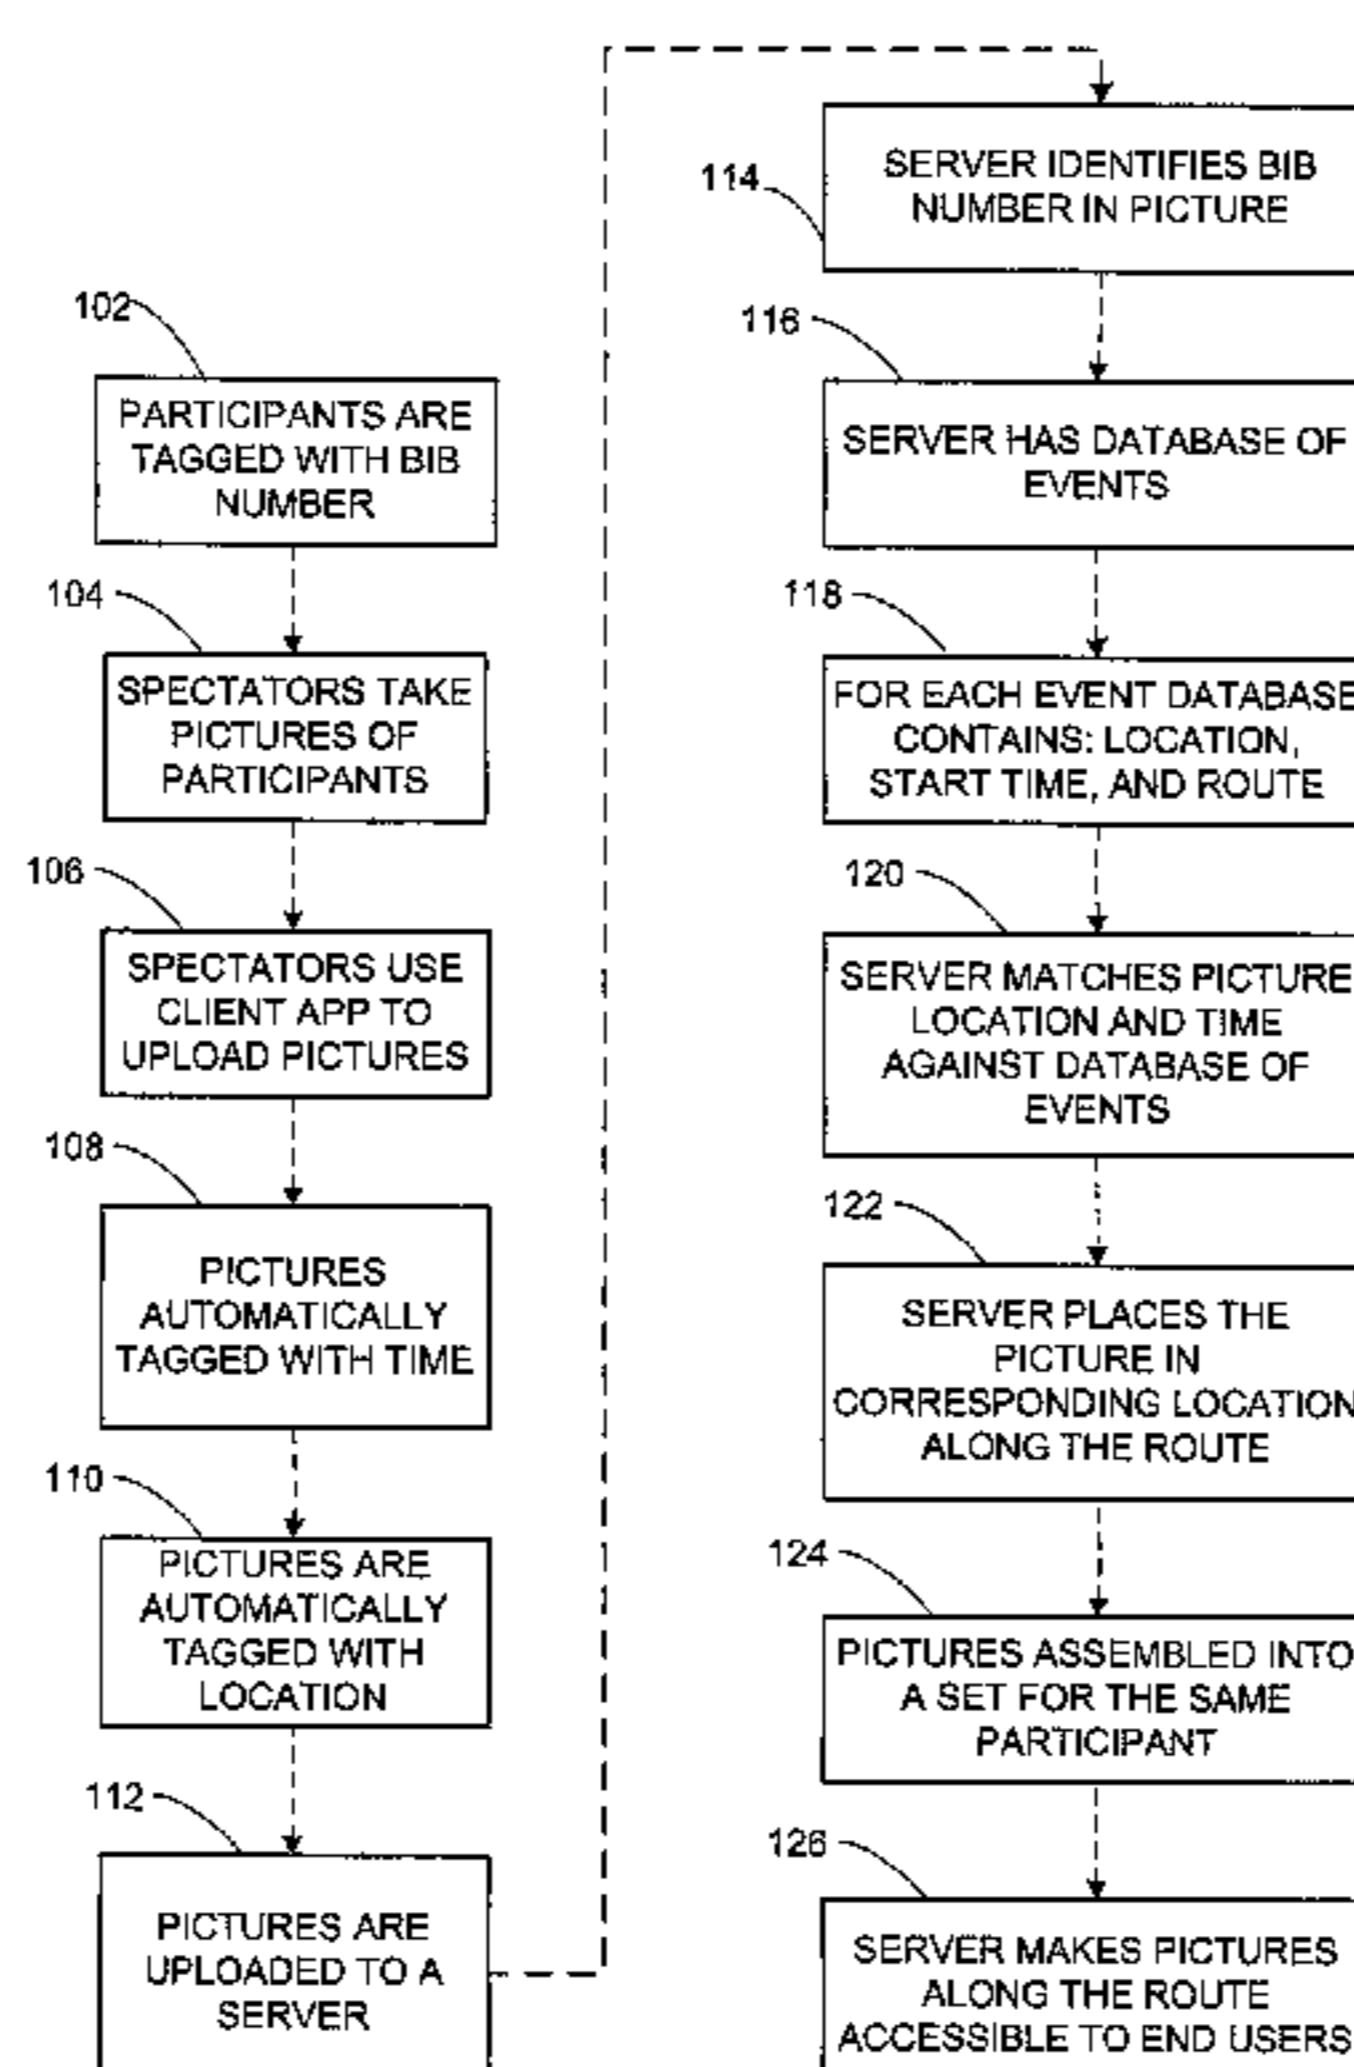 102
PARTICIPANTS ARE
TAGGED WITH BIB
NUMBER
104
SPECTATORS TAKE
PICTURES OF
PARTICIPANTS
106
SPECTATORS USE
CLIENT APP TO
UPLOAD PICTURES
108
PICTURES
AUTOMATICALLY
TAGGED WITH TIME
110
PICTURES ARE
AUTOMATICALLY
TAGGED WITH
LOCATION
112
PICTURES ARE
UPLOADED TO A
SERVER
114
SERVER IDENTIFIES BIB
NUMBER IN PICTURE
116
SERVER HAS DATABASE OF
EVENTS
118
FOR EACH EVENT DATABASE
CONTAINS: LOCATION,
START TIME, AND ROUTE
120
SERVER MATCHES PICTURE
LOCATION AND TIME
AGAINST DATABASE OF
EVENTS
122
SERVER PLACES THE
PICTURE IN
CORRESPONDING LOCATION
ALONG THE ROUTE
124
PICTURES ASSEMBLED INTO
A SET FOR THE SAME
PARTICIPANT
126
SERVER MAKES PICTURES
ALONG THE ROUTE
ACCESSIBLE TO END USERS